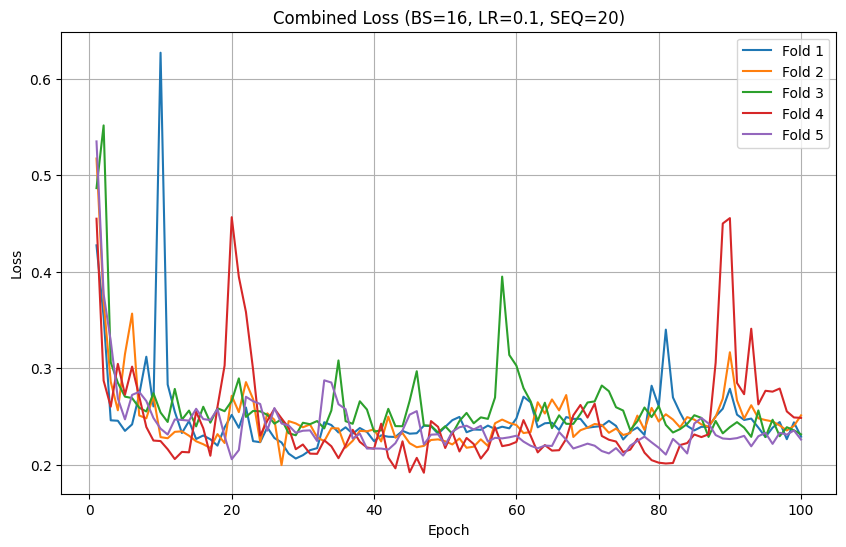 Combined Loss (BS=16, LR=0.1, SEQ=20)
Fold 1
Fold 2
Fold 3
Fold 4
Fold 5
Loss
0.6
0.5
0.4
0.3
0.2
0
20
40
60
80
100
Epoch